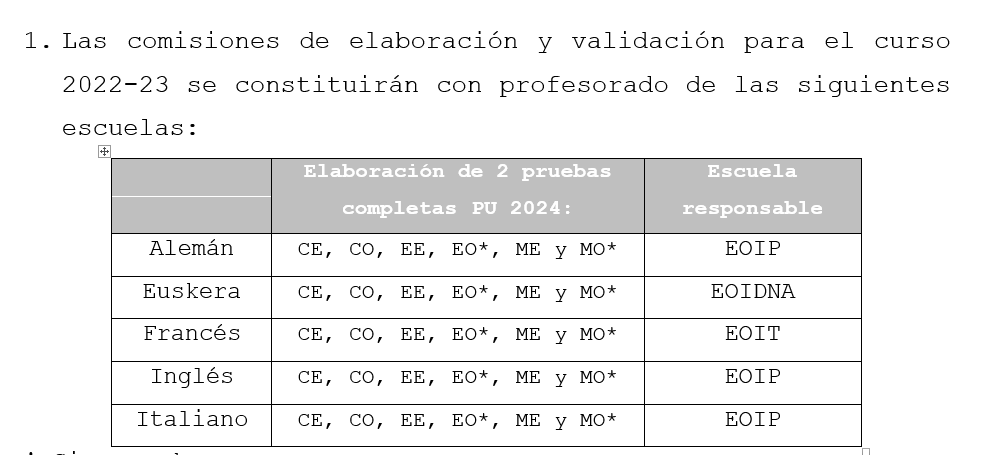 1. Las comisiones de elaboración y validación para el curso
2022-23 se constituirán con profesorado de las siguientes
escuelas:
Elaboración de 2 pruebas completas PU 2024: Escuela responsable
Alemán CE, CO, EE, EO*, ME y MO* EOIP
Euskera CE, CO, EE, EO*, ME y MO* EOIDNA
Francés CE, CO, EE, EO*, ME y MO* EOIT
Inglés CE, CO, EE, EO*, ME y MO* EOIP
Italiano CE, CO, EE, EO*, ME y MO* EOIP